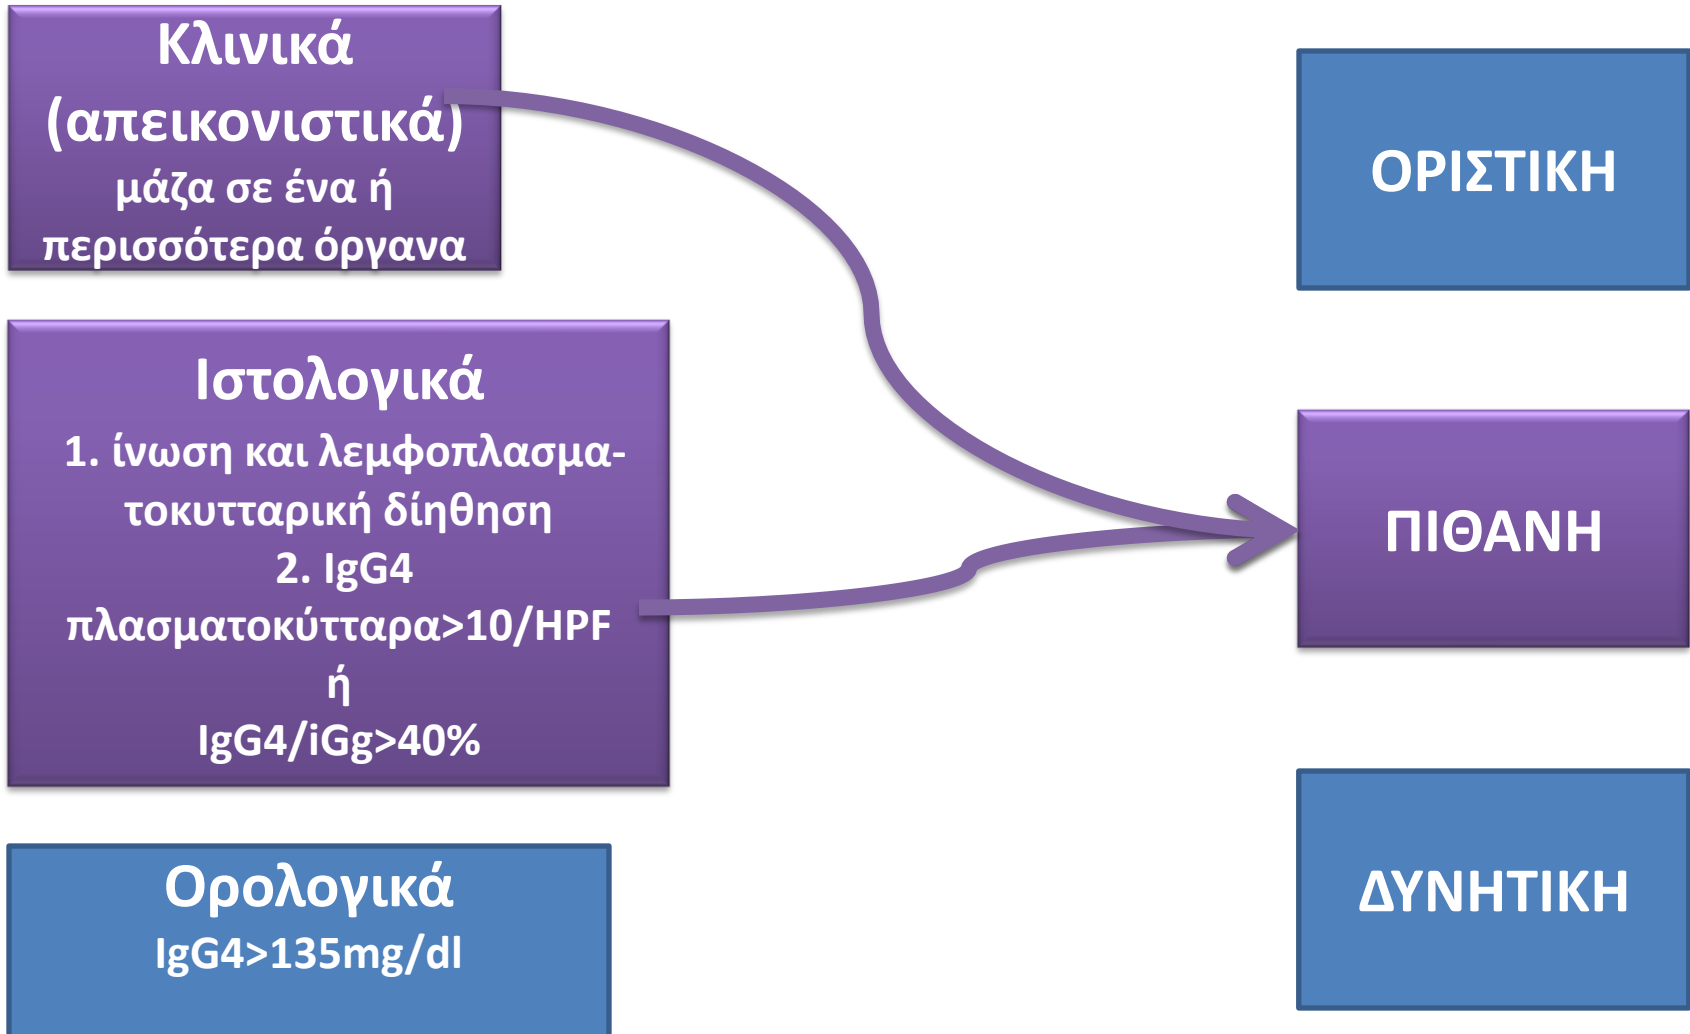 Κλινικά
(απεικονιστικά)
μάζα σε ένα ή
περισσότερα όργανα
Ιστολογικά
1. ίνωση και λεμφοπλασμα-
τοκυτταρική δίηθηση
2. IgG4
πλασματοκύτταρα>10/HPF
ή
IgG4/iGg>40%
Ορολογικά
IgG4>135mg/dl
ΟΡΙΣΤΙΚΗ
ΠΙΘΑΝΗ
ΔΥΝΗΤΙΚΗ